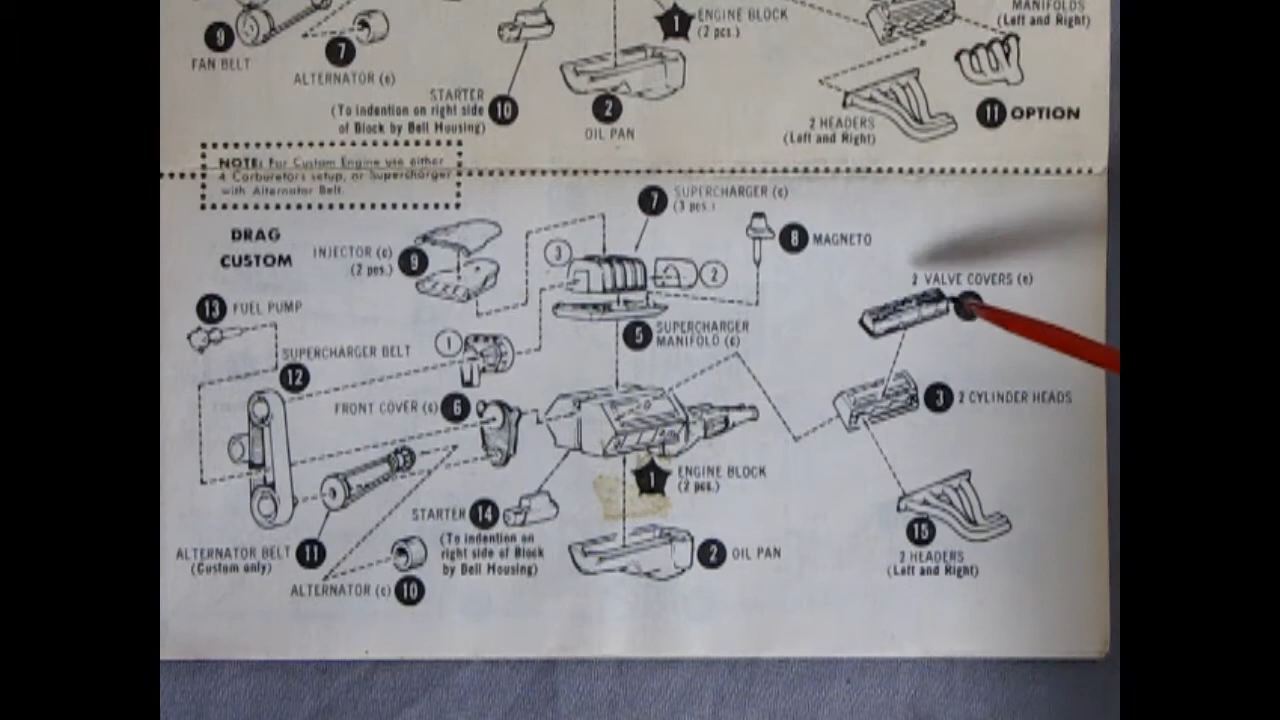 MANIFOLDS
(Left and Right)
1 ENGINE BLOCK
(2 pcs.)
9
FAN BELT
7
ALTERNATOR (c)
STARTER 10
(To indention on right side
of Block by Bell Housing)
2
OIL PAN
2 HEADERS
(Left and Right)
11 OPTION
NOTE: For Custom Engine use either
4 Carburetors setup, or Supercharger
with Alternator Belt.
DRAG
CUSTOM
INJECTOR (c) 9
(2 pcs.)
7 SUPERCHARGER (c)
(3 pcs.)
3
2
8 MAGNETO
2 VALVE COVERS (c)
13 FUEL PUMP
5 SUPERCHARGER
MANIFOLD (c)
1
SUPERCHARGER BELT
12
FRONT COVER (c) 6
3 2 CYLINDER HEADS
1 ENGINE BLOCK
(2 pcs.)
STARTER 14
(To indention on
right side of Block
by Bell Housing)
15
2 HEADERS
(Left and Right)
ALTERNATOR BELT 11
(Custom only)
2 OIL PAN
ALTERNATOR (c) 10